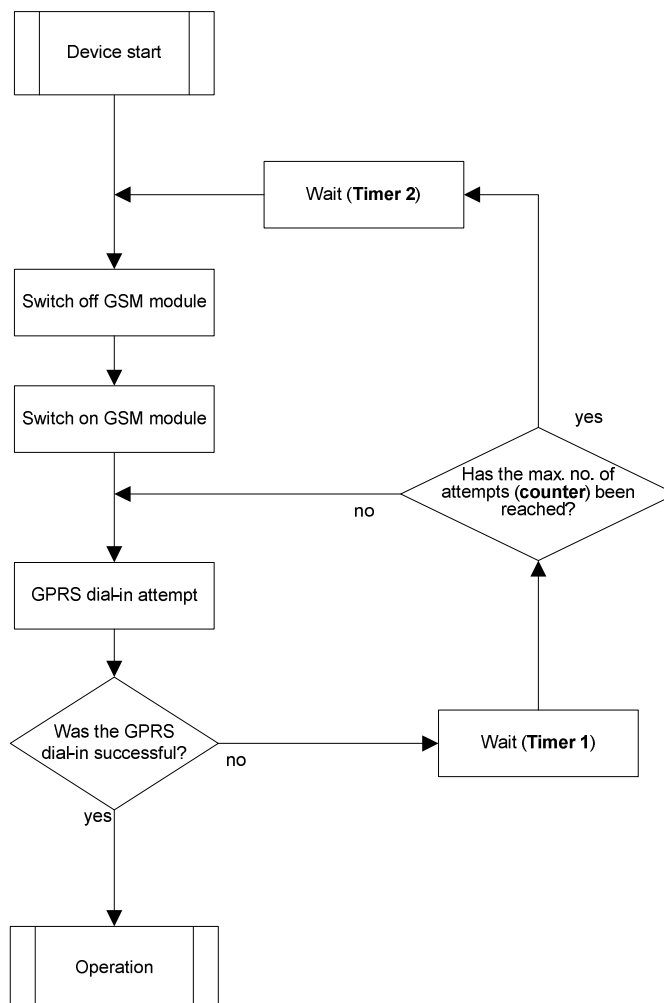 Device start
Wait (Timer 2)
Switch off GSM module
Switch on GSM module
yes
Has the max. no. of
attempts (counter) been
reached?
no
GPRS dial-in attempt
Was the GPRS
dial-in successful?
no
Wait (Timer 1)
yes
Operation